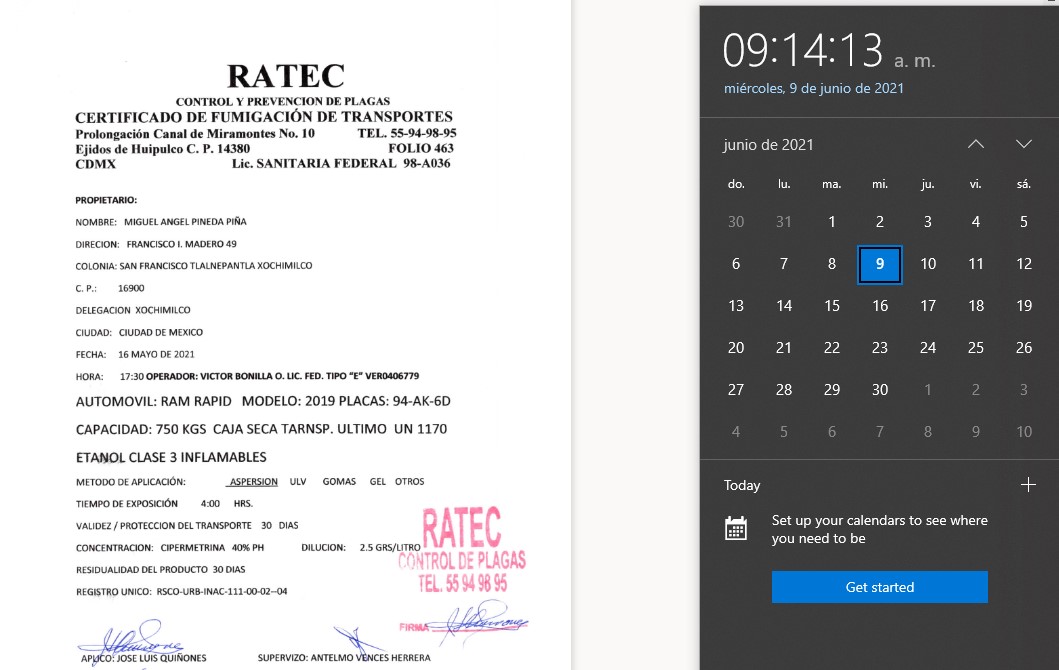 RATEC
CONTROL Y PREVENCION DE PLAGAS
CERTIFICADO DE FUMIGACIÓN DE TRANSPORTES
Prolongación Canal de Miramontes No. 10 TEL. 55-94-98-95
Ejidos de Huipulco C. P. 14380 FOLIO 463
CDMX Lic. SANITARIA FEDERAL 98-A036
PROPIETARIO:
NOMBRE: MIGUEL ANGEL PINEDA PIÑA
DIRECION: FRANCISCO I. MADERO 49
COLONIA: SAN FRANCISCO TLALNEPANTLA XOCHIMILCO
C. P.: 16900
DELEGACION XOCHIMILCO
CIUDAD: CIUDAD DE MEXICO
FECHA: 16 MAYO DE 2021
HORA: 17:30 OPERADOR: VICTOR BONILLA O. LIC. FED. TIPO “E” VER0406779
AUTOMOVIL: RAM RAPID MODELO: 2019 PLACAS: 94-AK-6D
CAPACIDAD: 750 KGS CAJA SECA TARNSP. ULTIMO UN 1170
ETANOL CLASE 3 INFLAMABLES
METODO DE APLICACIÓN: ASPERSION ULV GOMAS GEL OTROS
TIEMPO DE EXPOSICIÓN 4:00 HRS.
VALIDEZ / PROTECCION DEL TRANSPORTE 30 DIAS
CONCENTRACION: CIPERMETRINA 40% PH DILUCION: 2.5 GRS/LITRO
RESIDUALIDAD DEL PRODUCTO 30 DIAS
REGISTRO UNICO: RSCO-URB-INAC-111-00-02--04
RATEC
CONTROL DE PLAGAS
TEL. 55 94 98 95
FIRMA
APLICO: JOSE LUIS QUIÑONES SUPERVIZO: ANTELMO VENCES HERRERA
09:14:13 a. m.
miércoles, 9 de junio de 2021
junio de 2021
do. lu. ma. mi. ju. vi. sá.
30 31 1 2 3 4 5
6 7 8 9 10 11 12
13 14 15 16 17 18 19
20 21 22 23 24 25 26
27 28 29 30 1 2 3
4 5 6 7 8 9 10
Today
Set up your calendars to see where
you need to be
Get started